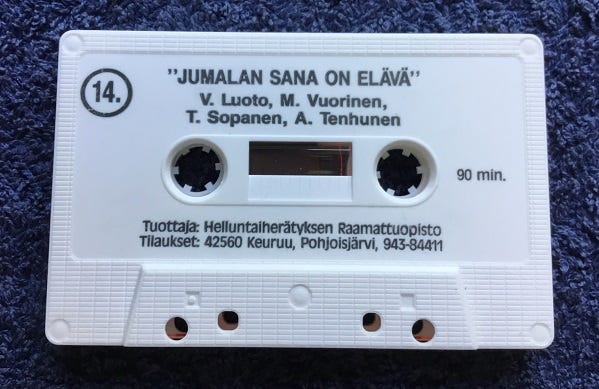 14.
"JUMALAN SANA ON ELÄVÄ"
V. Luoto, M. Vuorinen,
T. Sopanen, A. Tenhunen
90 min.
Tuottaja: Helluntaiherätyksen Raamattuopisto
Tilaukset: 42560 Keuruu, Pohjoisjärvi, 943-84411